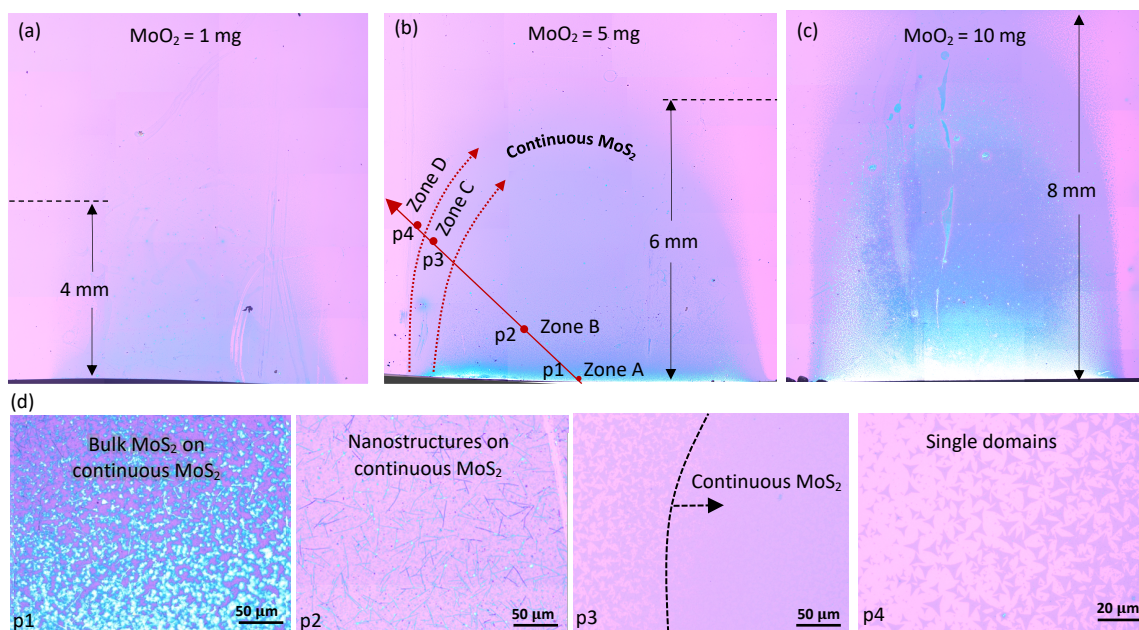 (a)
MoO₂ = 1 mg
4 mm
(b)
MoO₂ = 5 mg
Continuous MoS₂
Zone D
Zone C
p4
p3
6 mm
p2
Zone B
p1
Zone A
(c)
MoO₂ = 10 mg
8 mm
(d)
Bulk MoS₂ on
continuous MoS₂
50 μm
p1
Nanostructures on
continuous MoS₂
50 μm
p2
Continuous MoS₂
50 μm
p3
Single domains
20 μm
p4